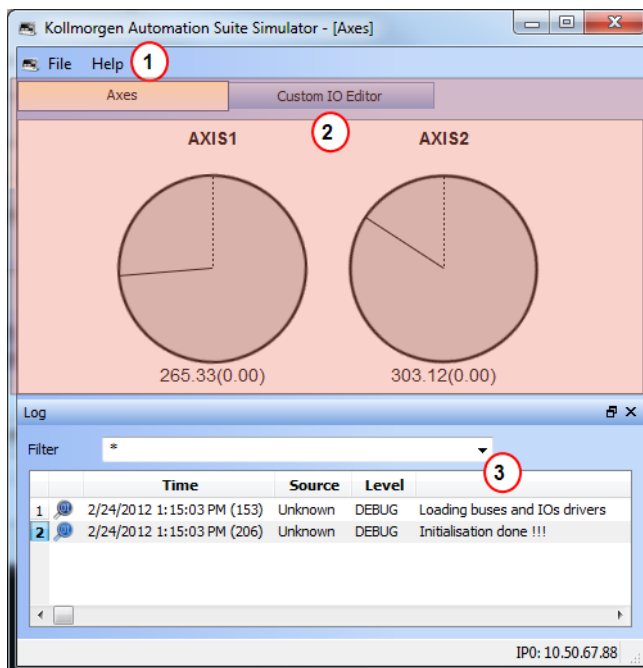 Kollmorgen Automation Suite Simulator - [Axes]
File Help 1
Axes Custom IO Editor
2
AXIS1 AXIS2
265.33(0.00) 303.12(0.00)
Log
Filter *
3
Time Source Level
1 2/24/2012 1:15:03 PM (153) Unknown DEBUG Loading buses and IOs drivers
2 2/24/2012 1:15:03 PM (206) Unknown DEBUG Initialisation done !!!
IP0: 10.50.67.88